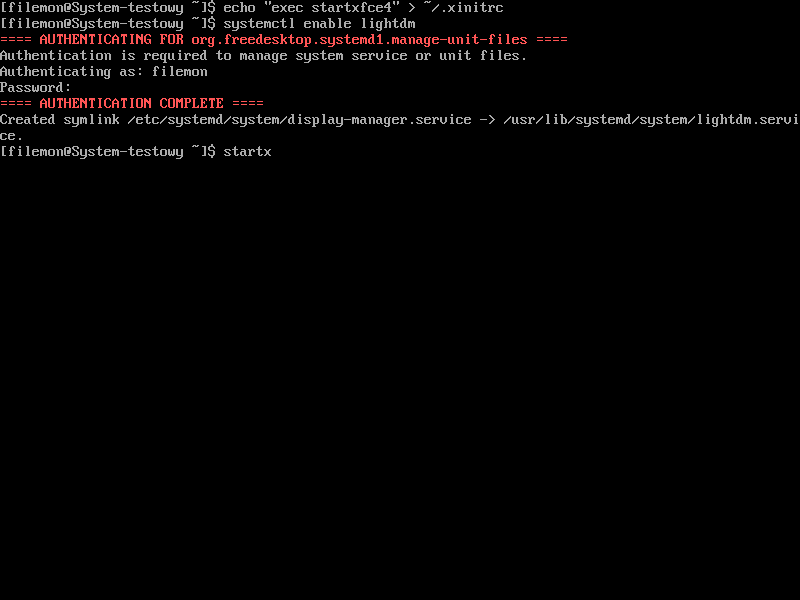 [filemon@System-testowy ~]$ echo "exec startxfce4" > ~/.xinitrc
[filemon@System-testowy ~]$ systemctl enable lightdm
==== AUTHENTICATING FOR org.freedesktop.systemd1.manage-unit-files ====
Authentication is required to manage system service or unit files.
Authenticating as: filemon
Password:
==== AUTHENTICATION COMPLETE ====
Created symlink /etc/systemd/system/display-manager.service -> /usr/lib/systemd/system/lightdm.servi
ce.
[filemon@System-testowy ~]$ startx